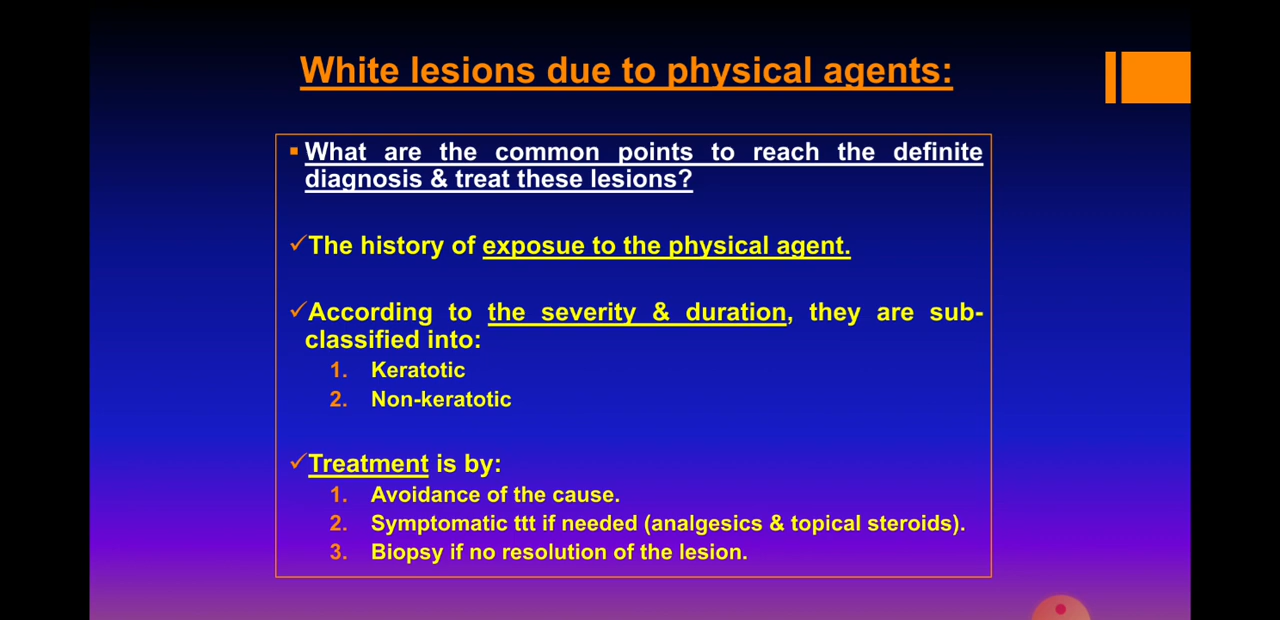 White lesions due to physical agents:
What are the common points to reach the definite
diagnosis & treat these lesions?
The history of exposue to the physical agent.
According to the severity & duration, they are sub-
classified into:
1. Keratotic
2. Non-keratotic
Treatment is by:
1. Avoidance of the cause.
2. Symptomatic ttt if needed (analgesics & topical steroids).
3. Biopsy if no resolution of the lesion.